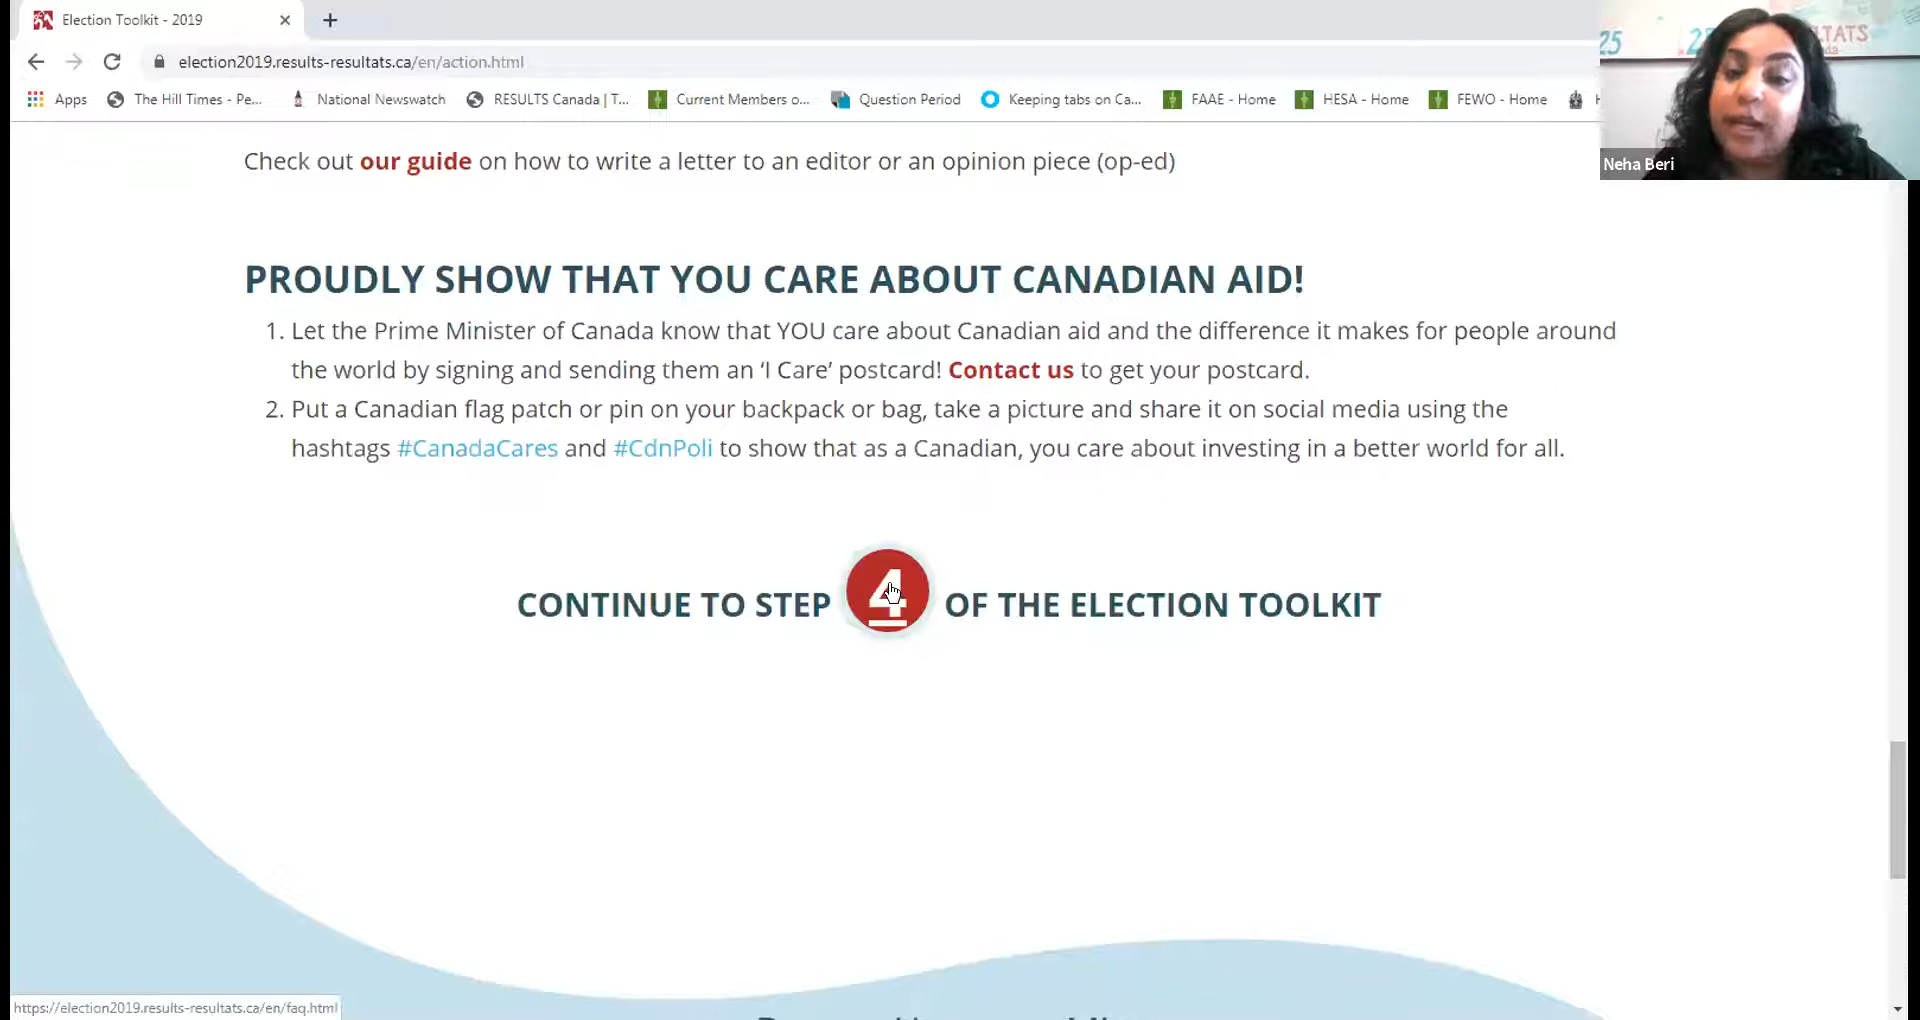 Election Toolkit - 2019
election2019.results-resultats.ca/en/action.html
Apps
The Hill Times - Pe...
National Newswatch
RESULTS Canada | T...
Current Members o...
Question Period
Keeping tabs on Ca...
FAAE - Home
HESA - Home
FEWO - Home
25
Neha Beri
Check out our guide on how to write a letter to an editor or an opinion piece (op-ed)
PROUDLY SHOW THAT YOU CARE ABOUT CANADIAN AID!
1. Let the Prime Minister of Canada know that YOU care about Canadian aid and the difference it makes for people around
the world by signing and sending them an ‘I Care’ postcard! Contact us to get your postcard.
2. Put a Canadian flag patch or pin on your backpack or bag, take a picture and share it on social media using the
hashtags #CanadaCares and #CdnPoli to show that as a Canadian, you care about investing in a better world for all.
CONTINUE TO STEP 4 OF THE ELECTION TOOLKIT
https://election2019.results-resultats.ca/en/faq.html